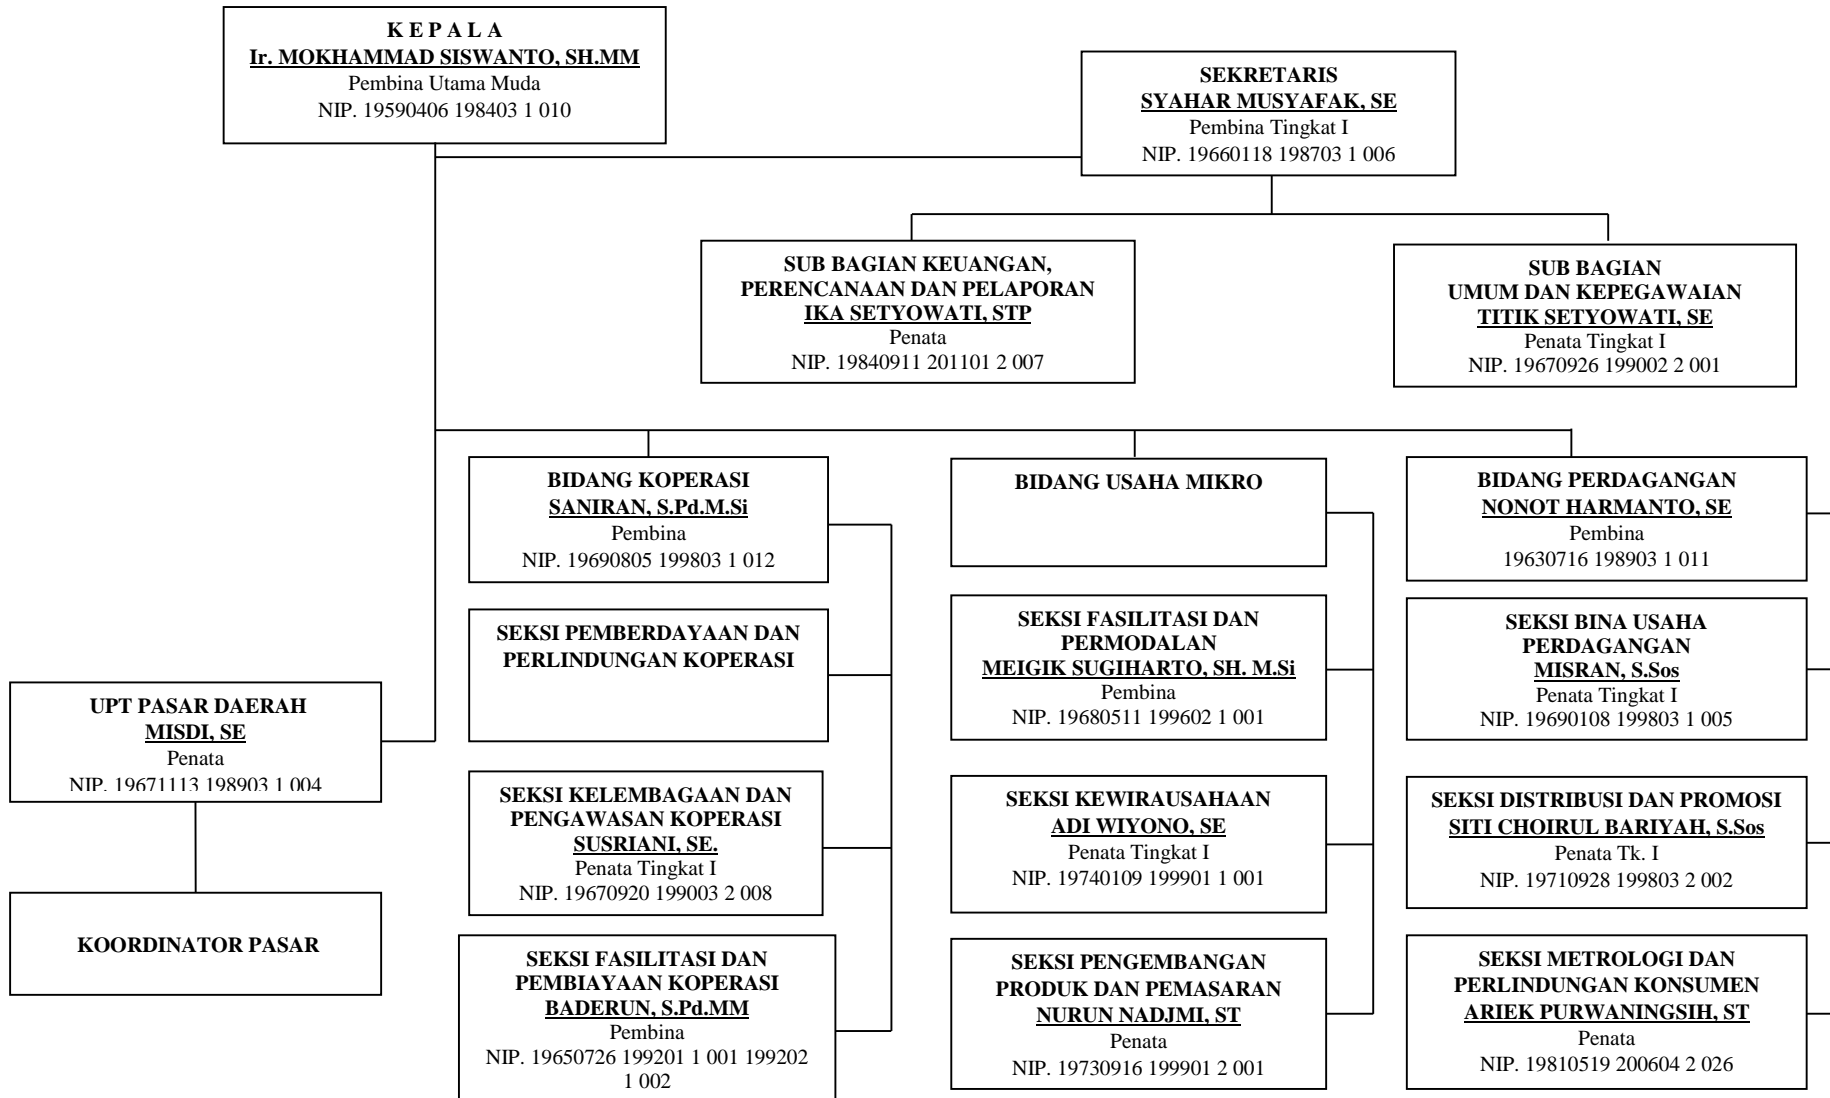 K E P A L A
Ir. MOKHAMMAD SISWANTO, SH.MM
Pembina Utama Muda
NIP. 19590406 198403 1 010
SEKRETARIS
SYAHAR MUSYAFAK, SE
Pembina Tingkat I
NIP. 19660118 198703 1 006
SUB BAGIAN KEUANGAN,
PERENCANAAN DAN PELAPORAN
IKA SETYOWATI, STP
Penata
NIP. 19840911 201101 2 007
SUB BAGIAN
UMUM DAN KEPEGAWAIAN
TITIK SETYOWATI, SE
Penata Tingkat I
NIP. 19670926 199002 2 001
BIDANG KOPERASI
SANIRAN, S.Pd.M.Si
Pembina
NIP. 19690805 199803 1 012
BIDANG USAHA MIKRO
BIDANG PERDAGANGAN
NONOT HARMANTO, SE
Pembina
19630716 198903 1 011
SEKSI PEMBERDAYAAN DAN
PERLINDUNGAN KOPERASI
SEKSI FASILITASI DAN
PERMODALAN
MEIGIK SUGIHARTO, SH. M.Si
Pembina
NIP. 19680511 199602 1 001
SEKSI BINA USAHA
PERDAGANGAN
MISRAN, S.Sos
Penata Tingkat I
NIP. 19690108 199803 1 005
UPT PASAR DAERAH
MISDI, SE
Penata
NIP. 19671113 198903 1 004
SEKSI KELEMBAGAAN DAN
PENGAWASAN KOPERASI
SUSRIANI, SE.
Penata Tingkat I
NIP. 19670920 199003 2 008
SEKSI KEWIRAUSAHAAN
ADI WIYONO, SE
Penata Tingkat I
NIP. 19740109 199901 1 001
SEKSI DISTRIBUSI DAN PROMOSI
SITI CHOIRUL BARIYAH, S.Sos
Penata Tk. I
NIP. 19710928 199803 2 002
KOORDINATOR PASAR
SEKSI FASILITASI DAN
PEMBIAYAAN KOPERASI
BADERUN, S.Pd.MM
Pembina
NIP. 19650726 199201 1 001 199202
1 002
SEKSI PENGEMBANGAN
PRODUK DAN PEMASARAN
NURUN NADJMI, ST
Penata
NIP. 19730916 199901 2 001
SEKSI METROLOGI DAN
PERLINDUNGAN KONSUMEN
ARIEK PURWANINGSIH, ST
Penata
NIP. 19810519 200604 2 026